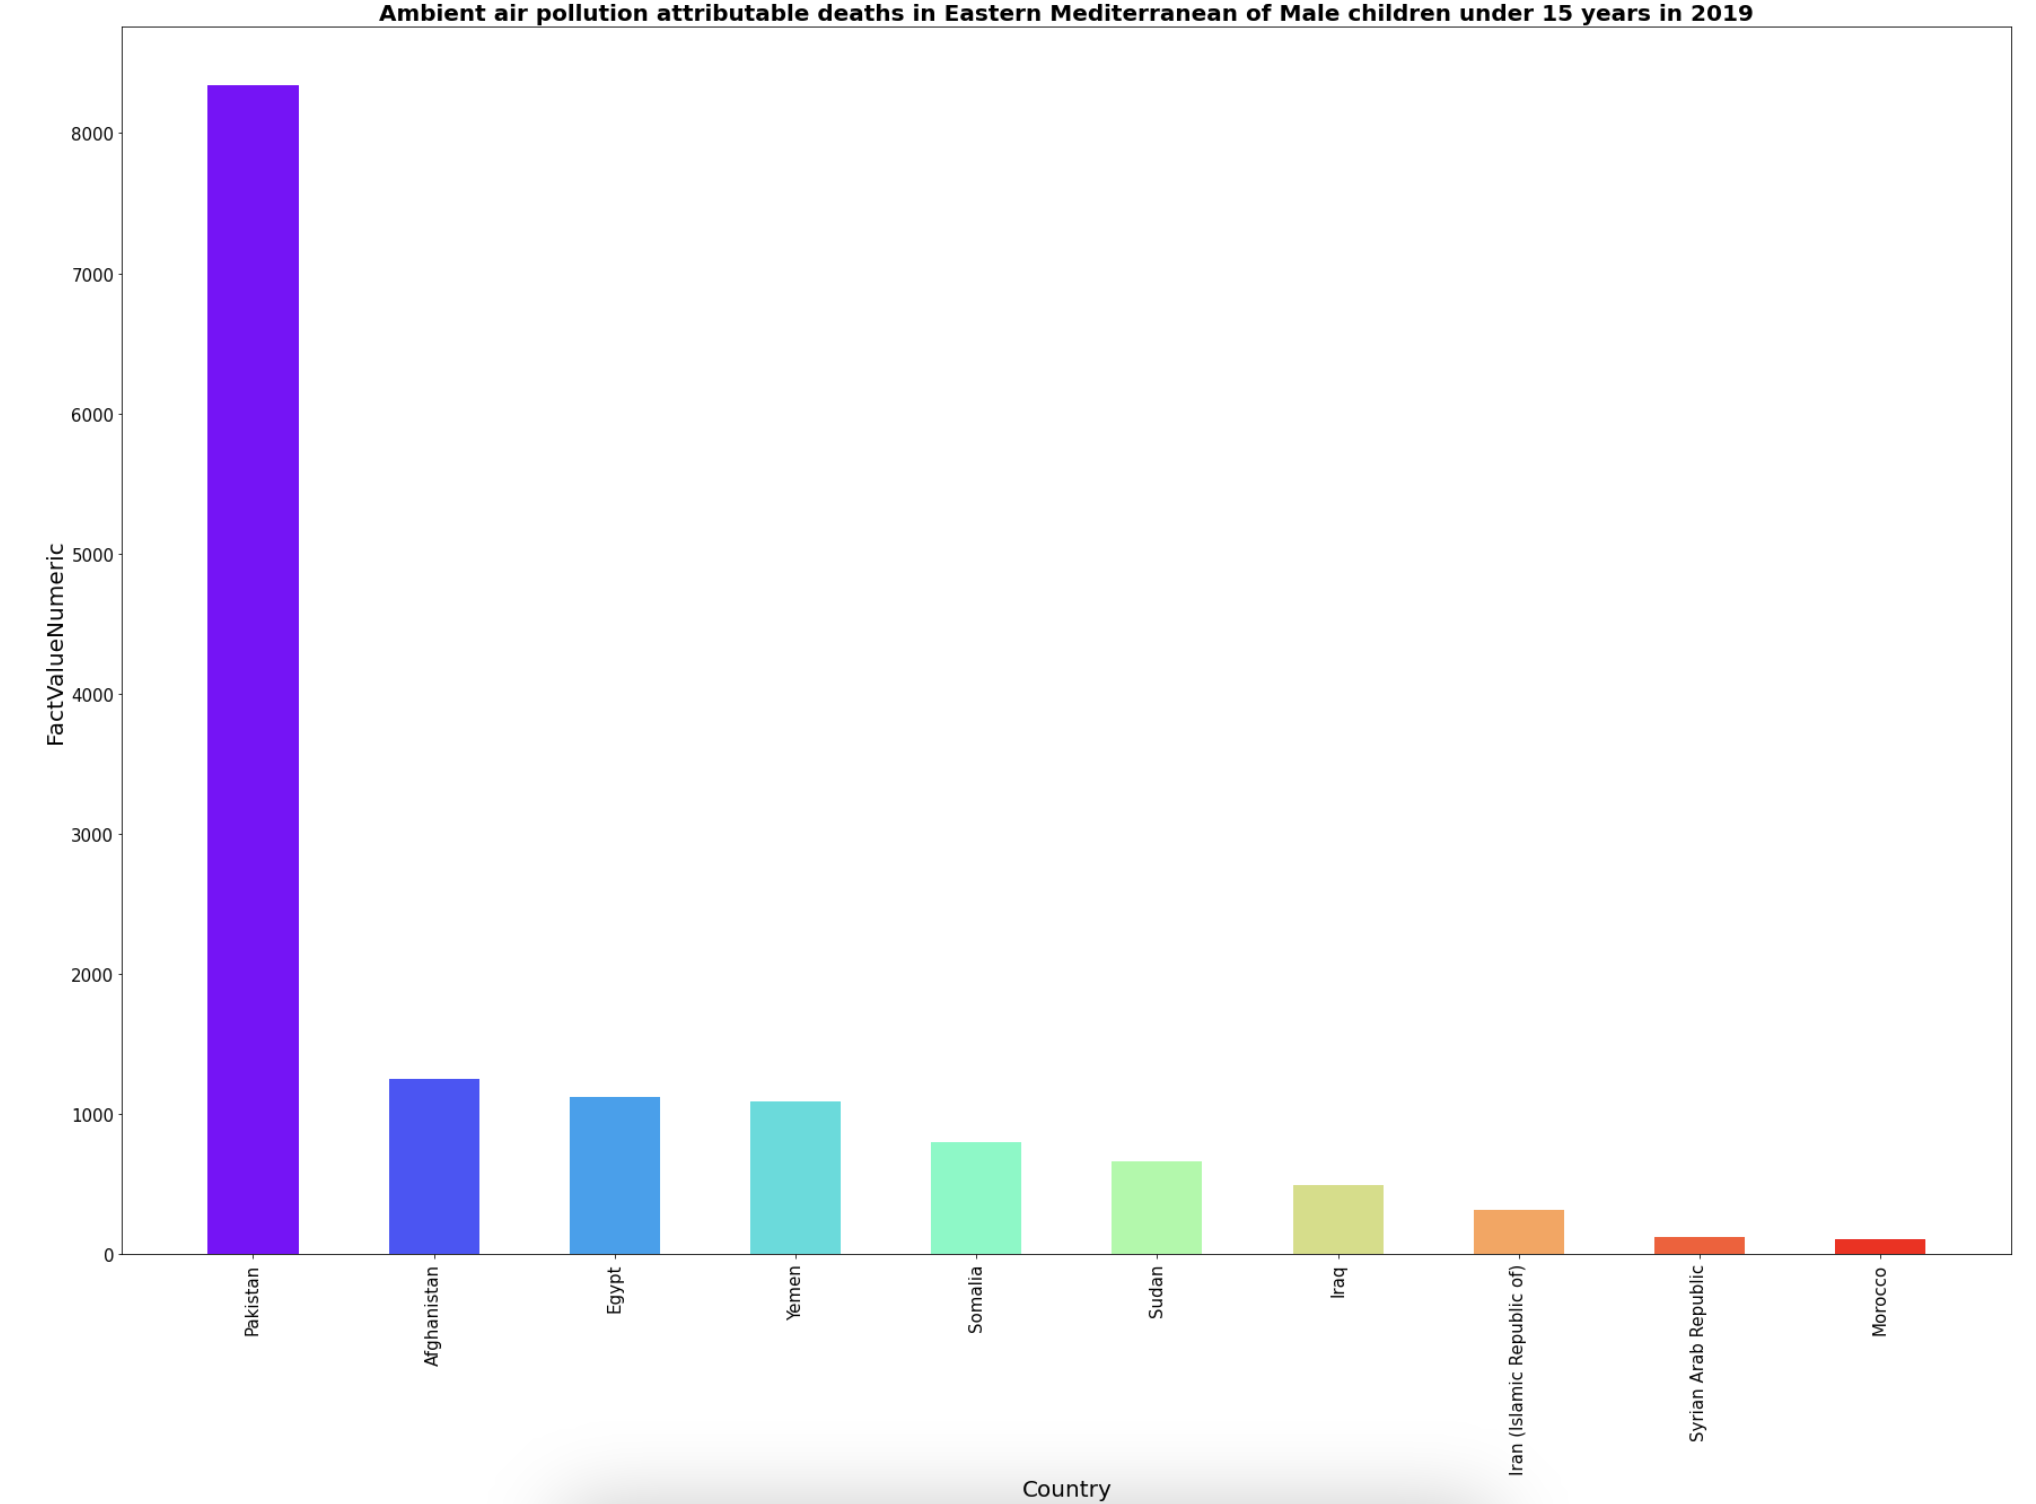 Ambient air pollution attributable deaths in Eastern Mediterranean of Male children under 15 years in 2019
FactValueNumeric
8000
7000
6000
5000
4000
3000
2000
1000
0
Pakistan
Afghanistan
Egypt
Yemen
Somalia
Sudan
Iraq
Iran (Islamic Republic of)
Syrian Arab Republic
Morocco
Country